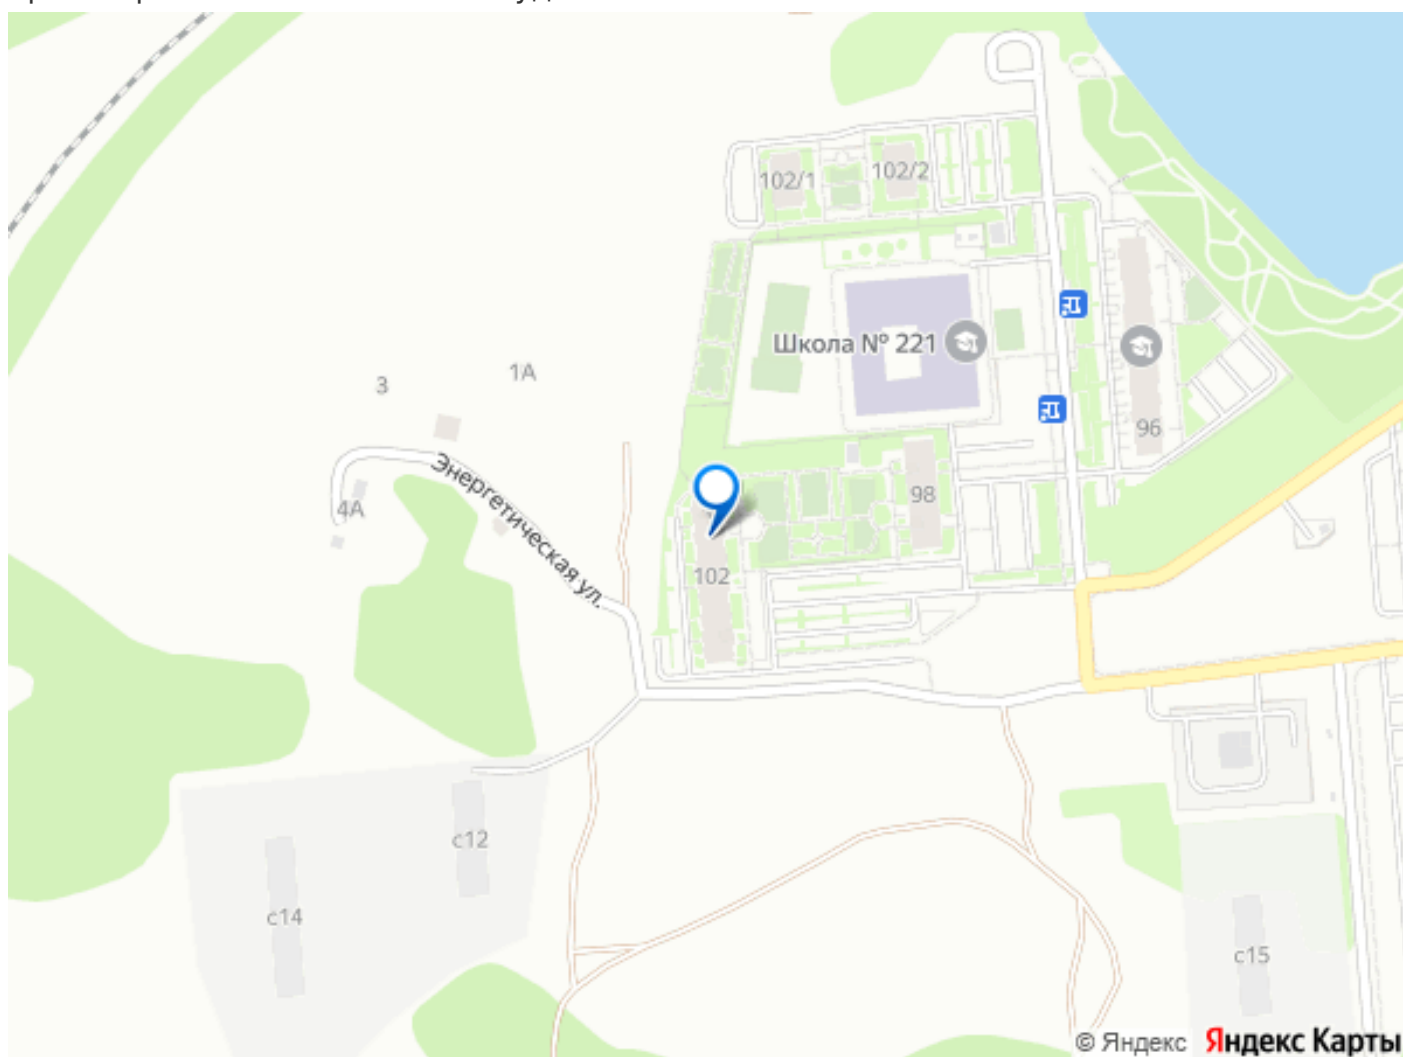 102/1
102/2
Школа № 221
3
1А
96
Энергетическая ул.
98
4А
102
с12
с14
с15
© Яндекс Яндекс Карты